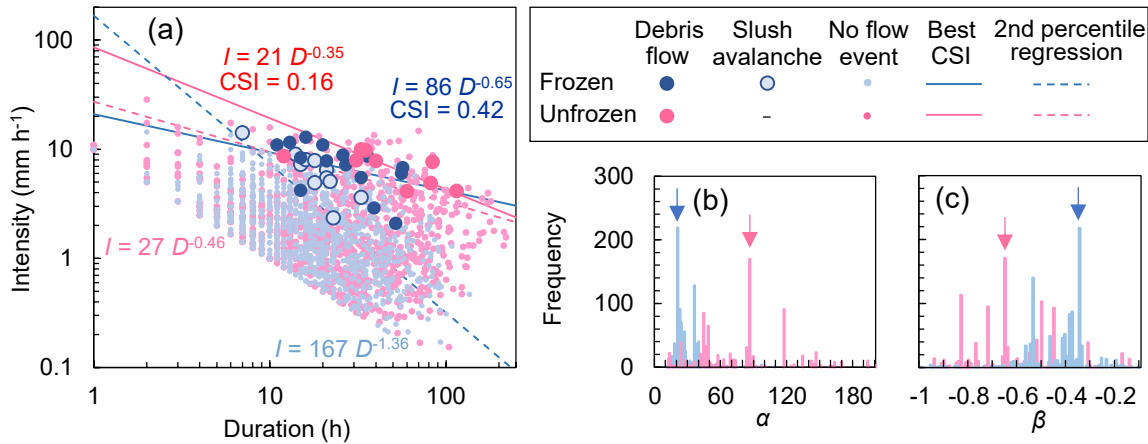 (a)
I = 21 D-0.35
CSI = 0.16
I = 86 D-0.65
CSI = 0.42
I = 27 D-0.46
I = 167 D-1.36
Intensity (mm h-1)
100
10
1
0.1
1
10
100
Duration (h)
Debris flow
Slush avalanche
No flow event
Best CSI
2nd percentile regression
Frozen
Unfrozen
–
(b)
Frequency
300
200
100
0
0
60
120
180
α
(c)
-1
-0.8
-0.6
-0.4
-0.2
β